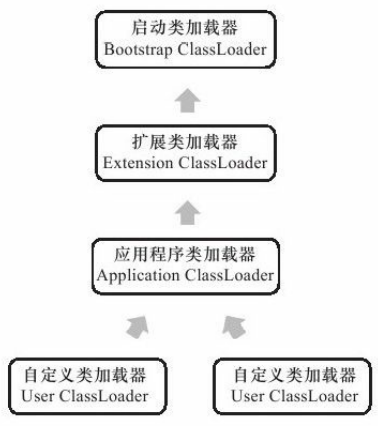 启动类加载器
Bootstrap ClassLoader
扩展类加载器
Extension ClassLoader
应用程序类加载器
Application ClassLoader
自定义类加载器
User ClassLoader
自定义类加载器
User ClassLoader